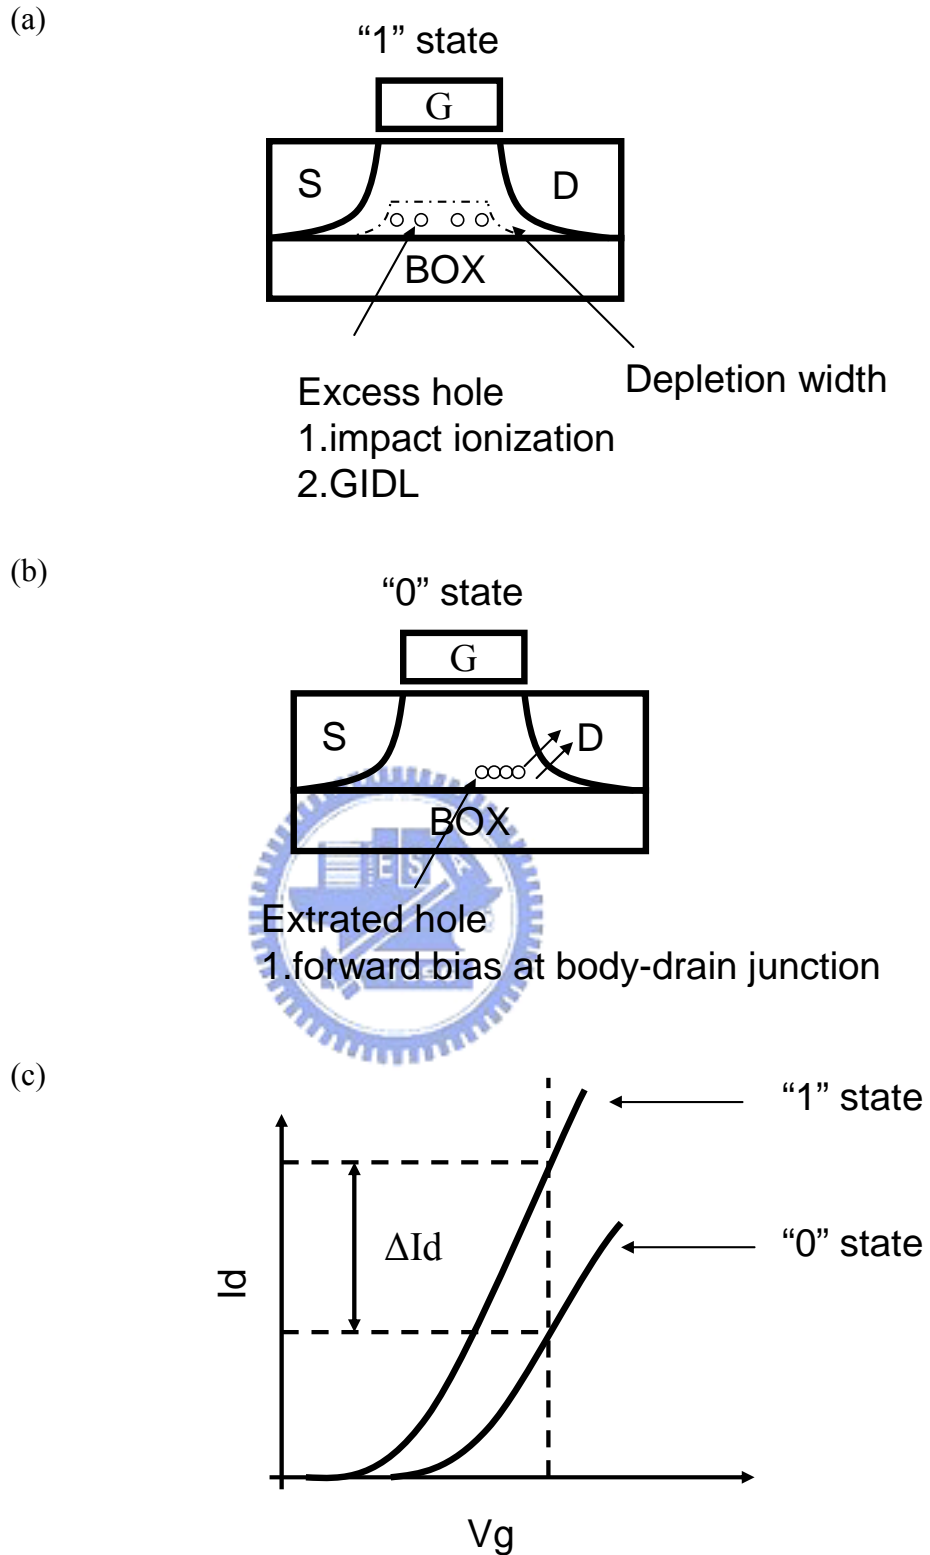 (a)
“1” state
G
S
D
BOX
Excess hole
1.impact ionization
2.GIDL
Depletion width
(b)
“0” state
G
S
D
BOX
Extrated hole
1.forward bias at body-drain junction
(c)
“1” state
“0” state
ΔId
Id
Vg